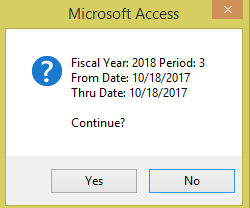 Microsoft Access
Fiscal Year: 2018 Period: 3
From Date: 10/18/2017
Thru Date: 10/18/2017
Continue?
Yes
No